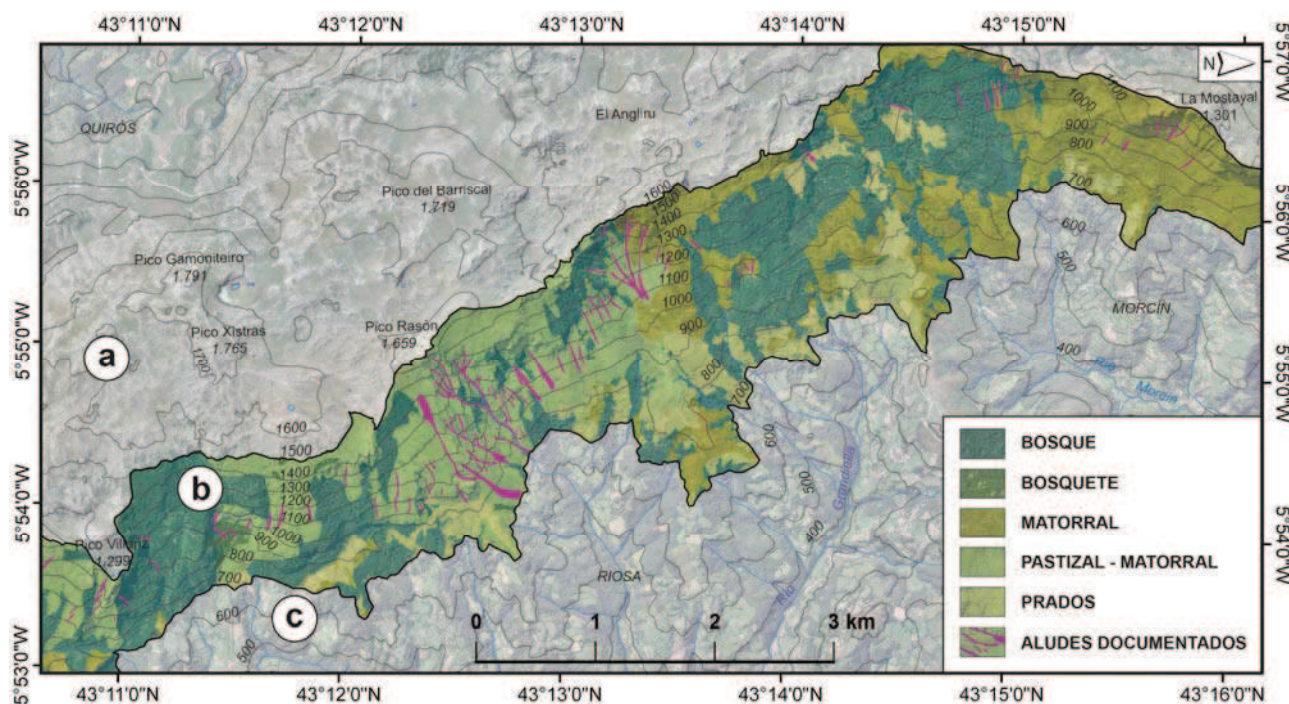 43°11'0"N 43°12'0"N 43°13'0"N 43°14'0"N 43°15'0"N
5°57'0"W
N
La Mostayal
1.301
1100
1000
900
800
700
QUIRÓS
El Angliru
5°56'0"W
Pico del Barriscal
1.719
1600
1500
1400
1300
1200
1100
1000
900
800
700
5°56'0"W
600
500
Pico Gamoniteiro
1.791
Pico Xistras
1.765
1700
Pico Rasón
1.659
MORCÍN
400
Río Morcín
5°55'0"W
a
5°55'0"W
600
500
400
Río Grandiella
1600
1500
1400
1300
1200
1100
1000
900
800
700
b
5°54'0"W
5°54'0"W
Pico Villariz
1.299
600
500
c
RIOSA
0 1 2 3 km
BOSQUE
BOSQUETE
MATORRAL
PASTIZAL - MATORRAL
PRADOS
ALUDES DOCUMENTADOS
5°53'0"W
43°11'0"N 43°12'0"N 43°13'0"N 43°14'0"N 43°15'0"N 43°16'0"N